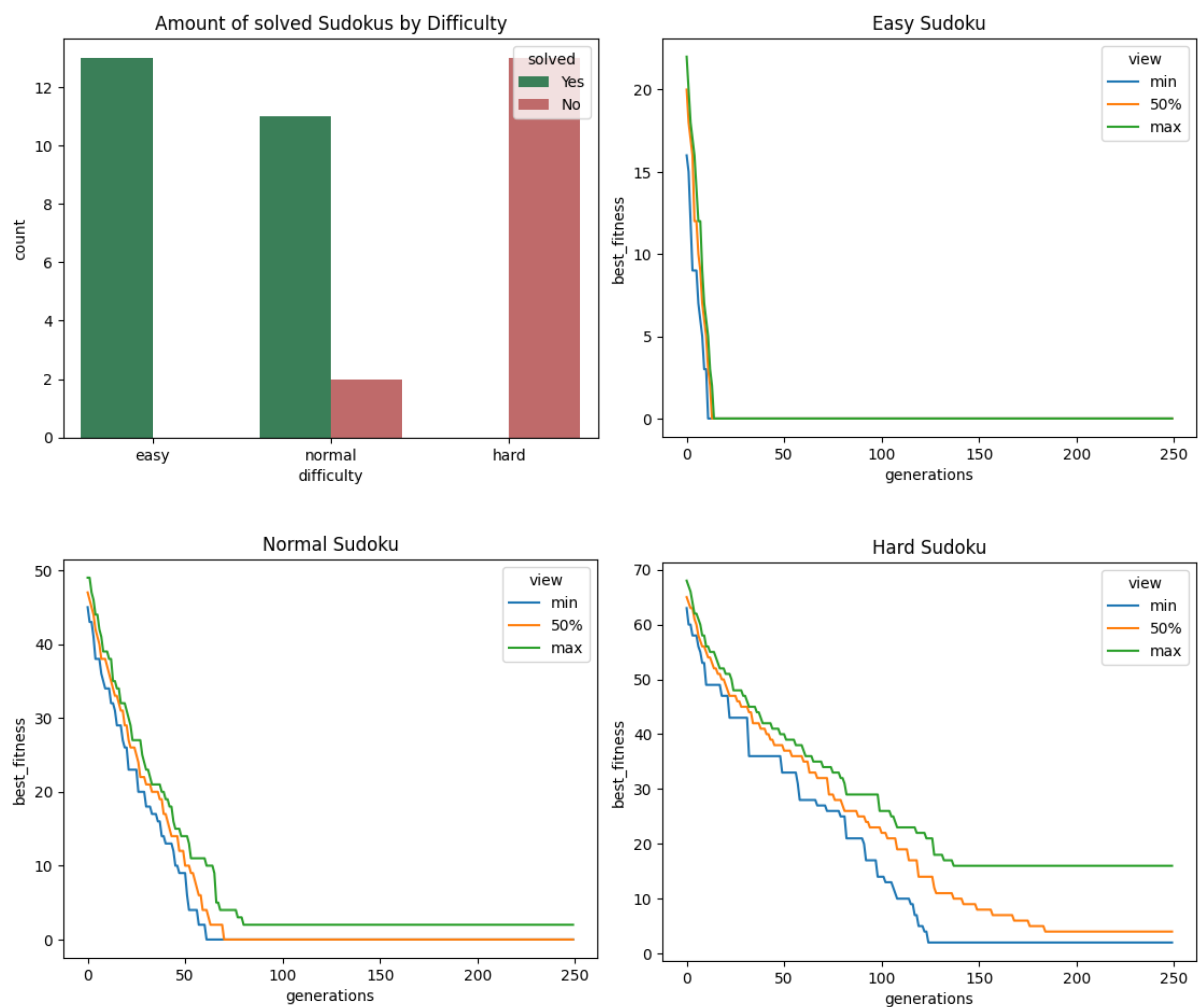 Amount of solved Sudokus by Difficulty
solved
Yes
No
12
10
8
6
4
2
0
count
easy normal hard
difficulty
Easy Sudoku
view
min
50%
max
20
15
10
5
0
best_fitness
0 50 100 150 200 250
generations
Normal Sudoku
view
min
50%
max
50
40
30
20
10
0
best_fitness
0 50 100 150 200 250
generations
Hard Sudoku
view
min
50%
max
70
60
50
40
30
20
10
0
best_fitness
0 50 100 150 200 250
generations